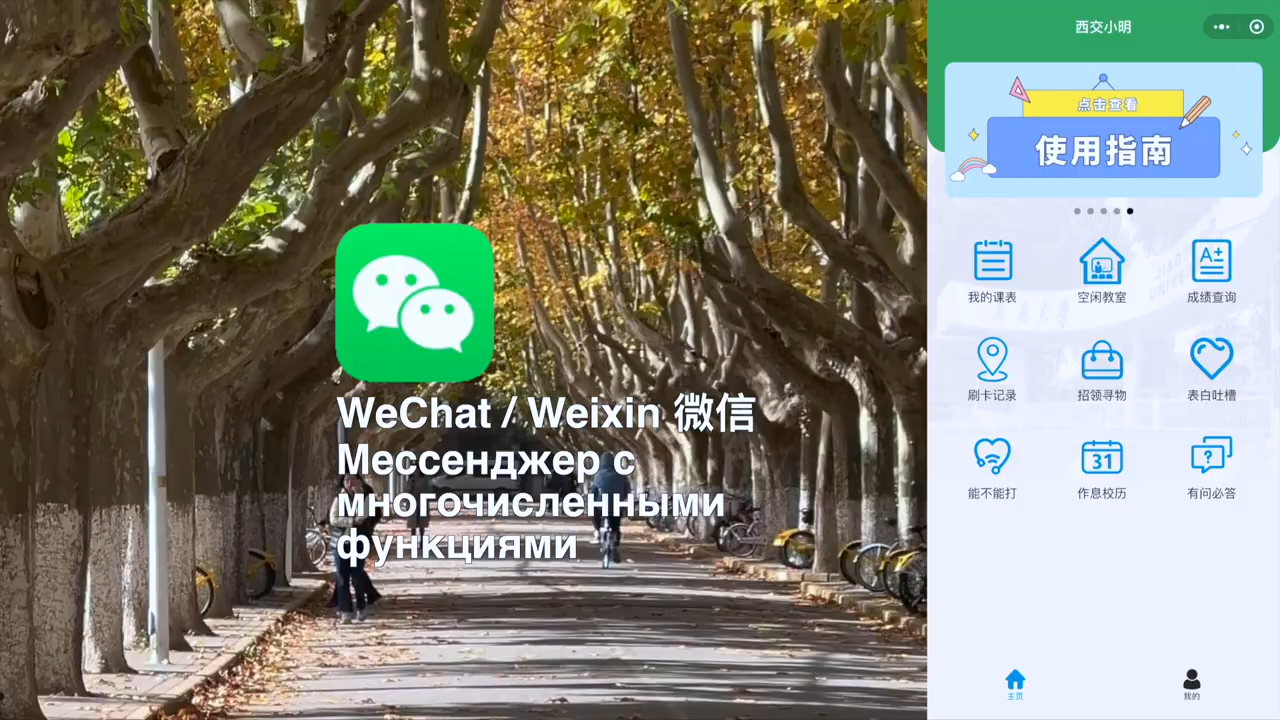 WeChat / Weixin 微信
Мессенджер с
многочисленными
функциями
西交小明
点击查看
使用指南
我的课表
空闲教室
成绩查询
A+
刷卡记录
招领寻物
表白吐槽
能不能打
作息校历
31
有问必答
?
主页
我的